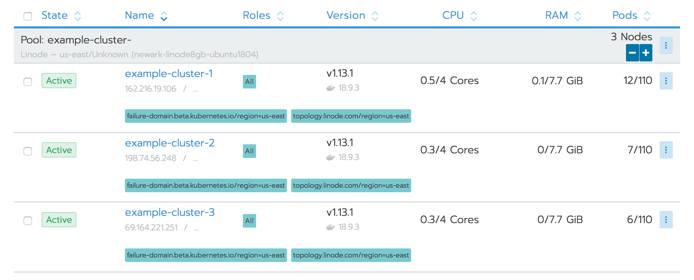 State Name Roles Version CPU RAM Pods
Pool: example-cluster- 3 Nodes
Linode – us-east/Unknown (newark-linode8gb-ubuntu1804)
Active example-cluster-1 All v1.13.1 0.5/4 Cores 0.1/7.7 GiB 12/110
162.216.19.106 / ... 18.9.3
failure-domain.beta.kubernetes.io/region=us-east topology.linode.com/region=us-east
Active example-cluster-2 All v1.13.1 0.3/4 Cores 0/7.7 GiB 7/110
198.74.56.248 / ... 18.9.3
failure-domain.beta.kubernetes.io/region=us-east topology.linode.com/region=us-east
Active example-cluster-3 All v1.13.1 0.3/4 Cores 0/7.7 GiB 6/110
69.164.221.251 / ... 18.9.3
failure-domain.beta.kubernetes.io/region=us-east topology.linode.com/region=us-east